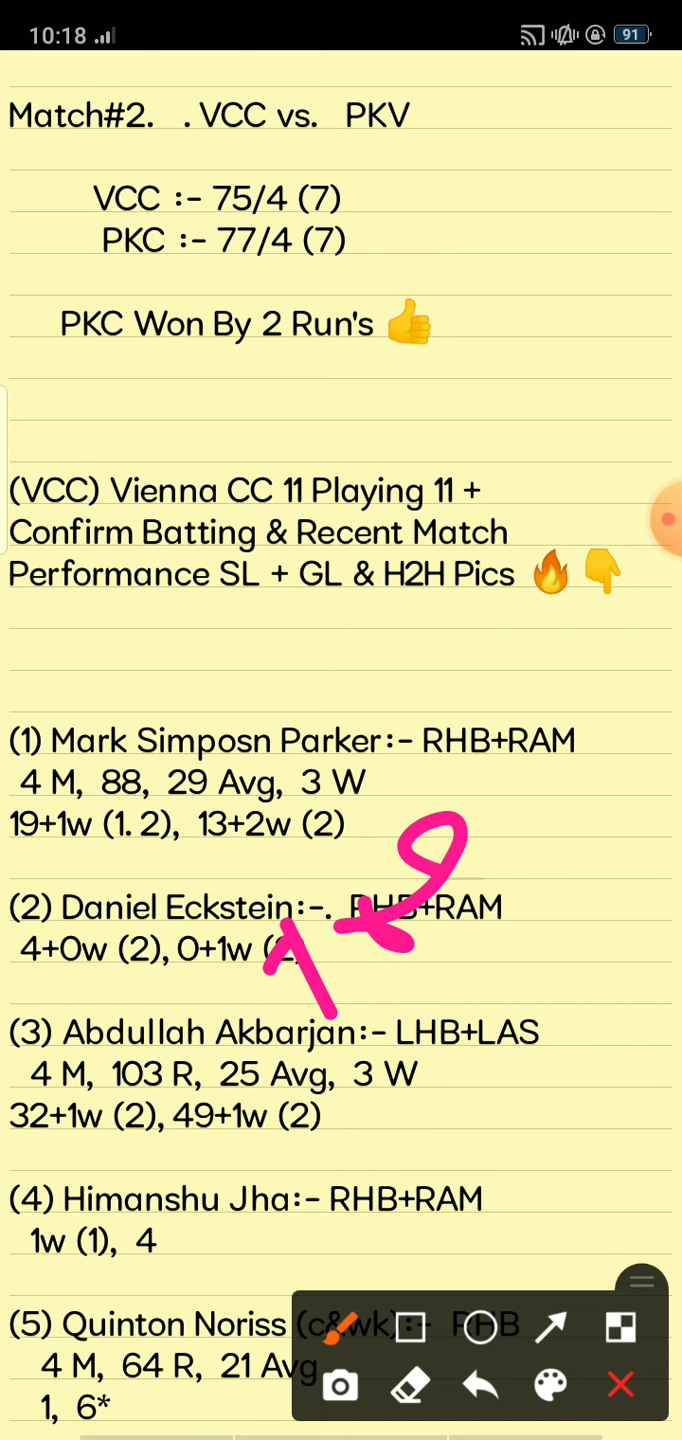 10:18
91
Match#2. . VCC vs. PKV
VCC :- 75/4 (7)
PKC :- 77/4 (7)
PKC Won By 2 Run's 👍
(VCC) Vienna CC 11 Playing 11 +
Confirm Batting & Recent Match
Performance SL + GL & H2H Pics 🔥 👇
(1) Mark Simposn Parker:- RHB+RAM
4 M, 88, 29 Avg, 3 W
19+1w (1. 2), 13+2w (2)
(2) Daniel Eckstein:-. RHB+RAM
4+0w (2), 0+1w (2)
(3) Abdullah Akbarjan:- LHB+LAS
4 M, 103 R, 25 Avg, 3 W
32+1w (2), 49+1w (2)
(4) Himanshu Jha:- RHB+RAM
1w (1), 4
(5) Quinton Noriss (c&wk):- RHB
4 M, 64 R, 21 Avg
1, 6*